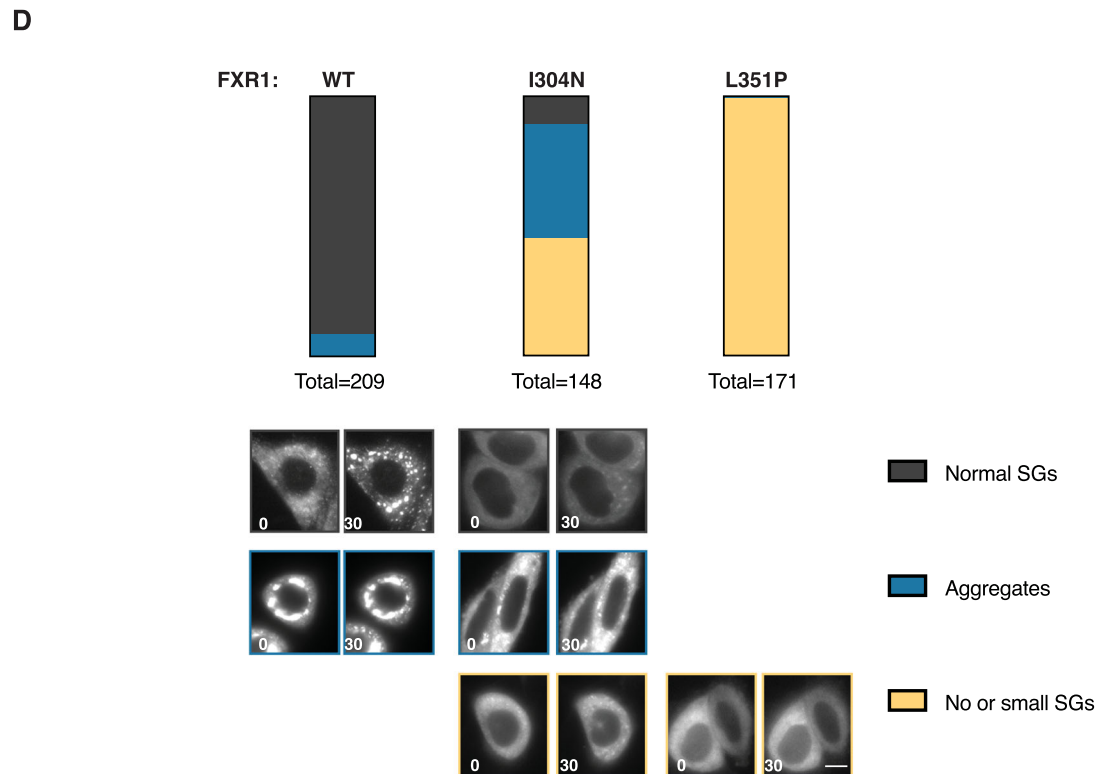 D
FXR1: WT I304N L351P
Total=209 Total=148 Total=171
0 30 0 30
Normal SGs
0 30 0 30
Aggregates
0 30 0 30
No or small SGs